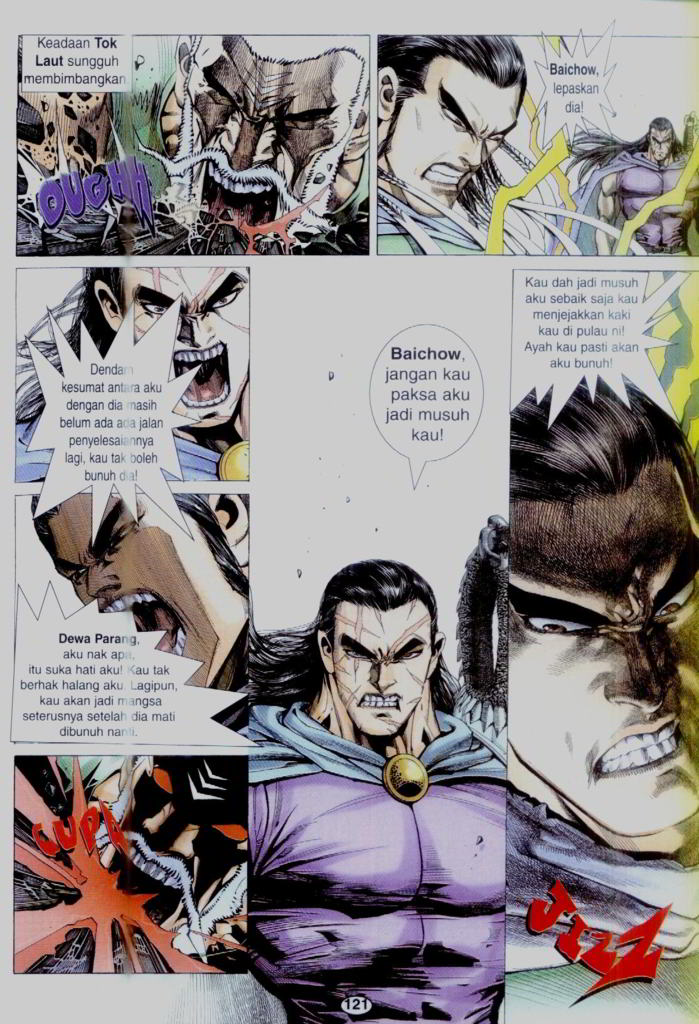 Keadaan Tok
Laut sungguh
membimbangkan
OUGHH
Baichow,
lepaskan
dia!
Dendam
kesumat antara aku
dengan dia masih
belum ada ada jalan
penyelesaiannya
lagi, kau tak boleh
bunuh dia!
Baichow,
jangan kau
paksa aku
jadi musuh
kau!
Kau dah jadi musuh
aku sebaik saja kau
menjejakkan kaki
kau di pulau ni!
Ayah kau pasti akan
aku bunuh!
Dewa Parang,
aku nak apa,
itu suka hati aku! Kau tak
berhak halang aku. Lagipun,
kau akan jadi mangsa
seterusnya setelah dia mati
dibunuh nanti.
JIZZ
121